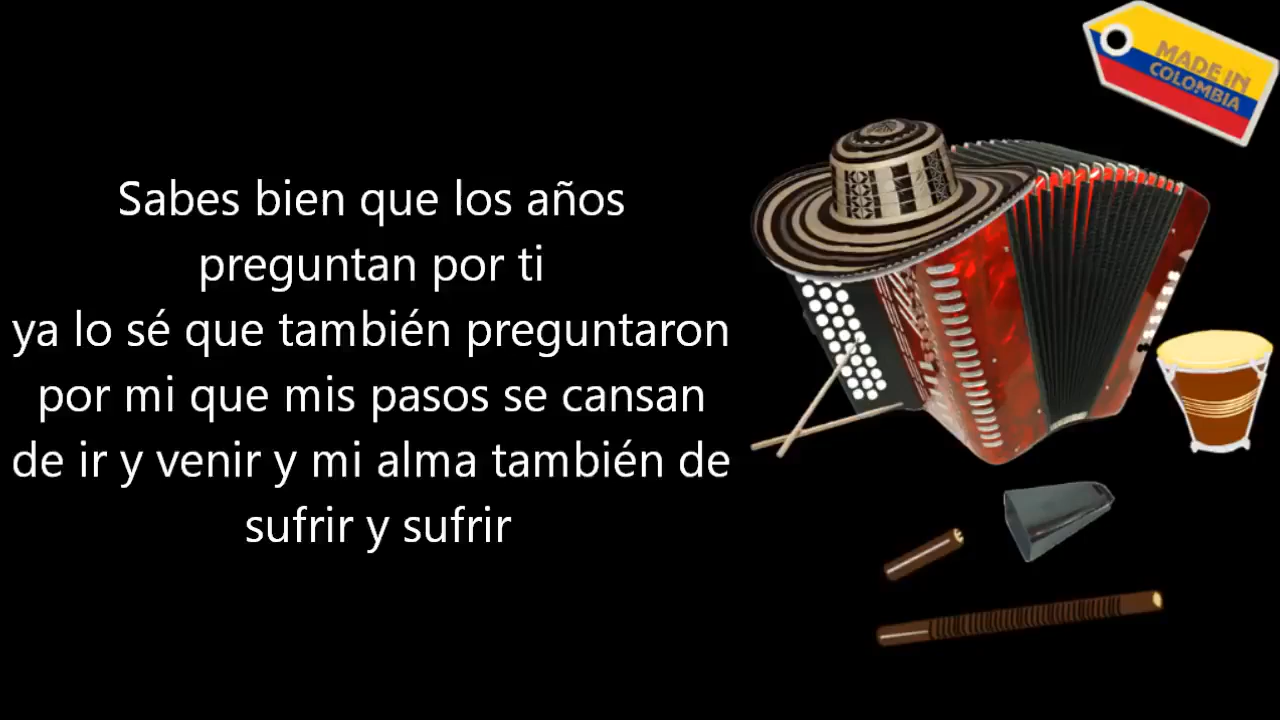 MADE IN
COLOMBIA
Sabes bien que los años
preguntan por ti
ya lo sé que también preguntaron
por mi que mis pasos se cansan
de ir y venir y mi alma también de
sufrir y sufrir